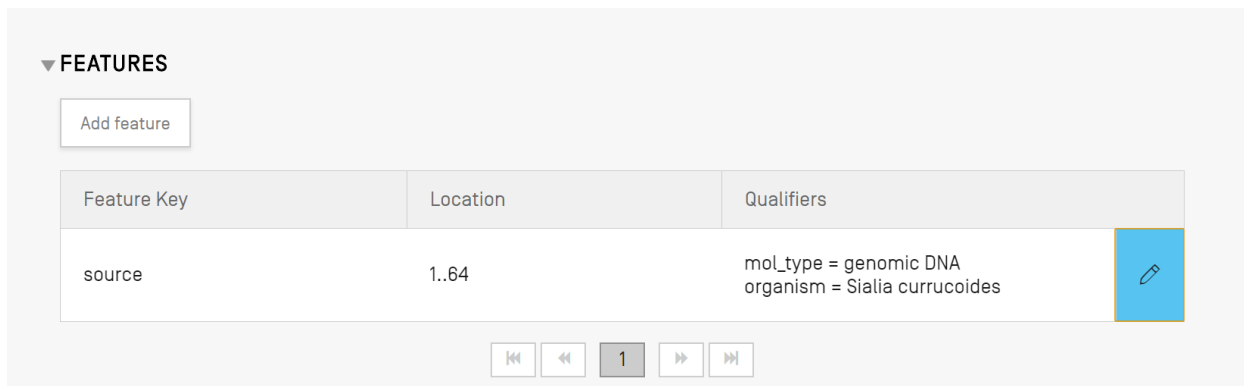 FEATURES
Add feature
Feature Key Location Qualifiers
source 1..64 mol_type = genomic DNA
organism = Sialia currucoides
1